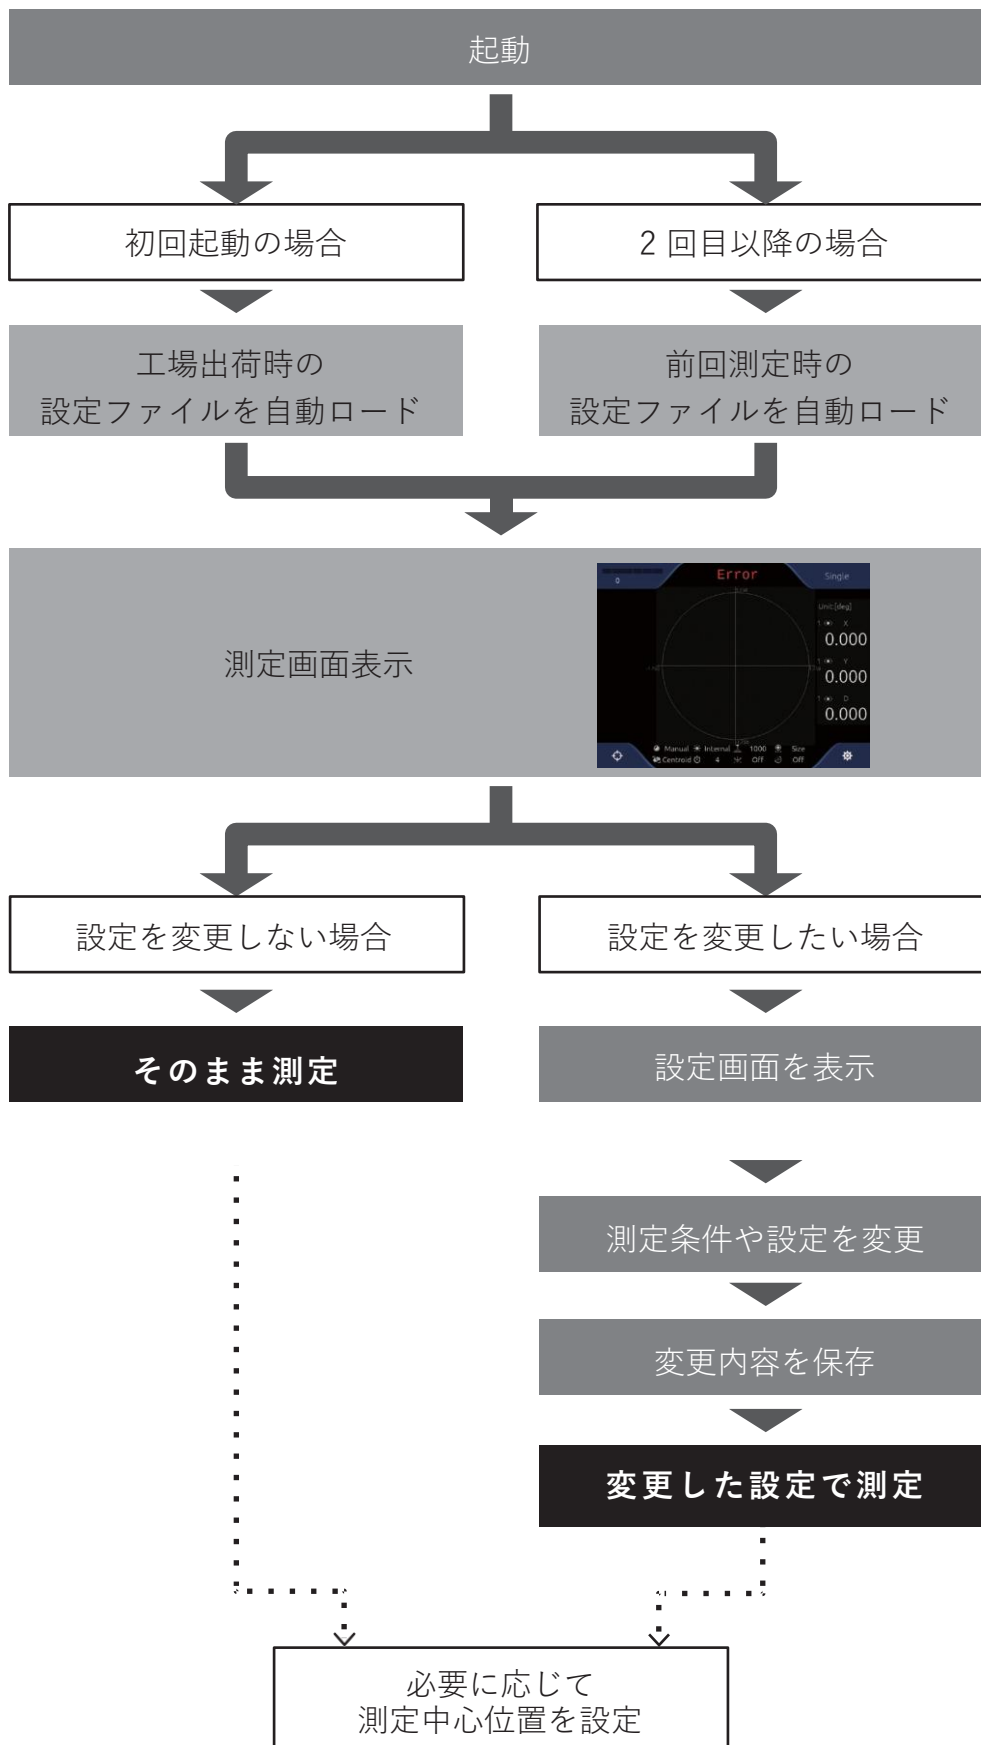 起動
初回起動の場合
2 回目以降の場合
工場出荷時の
設定ファイルを自動ロード
前回測定時の
設定ファイルを自動ロード
測定画面表示
0
Error
Single
Unit [deg]
X
0.000
Y
0.000
D
0.000
Manual Internal 1000 Size
Centroid 4 Off Off
設定を変更しない場合
設定を変更したい場合
そのまま測定
設定画面を表示
測定条件や設定を変更
変更内容を保存
変更した設定で測定
必要に応じて
測定中心位置を設定